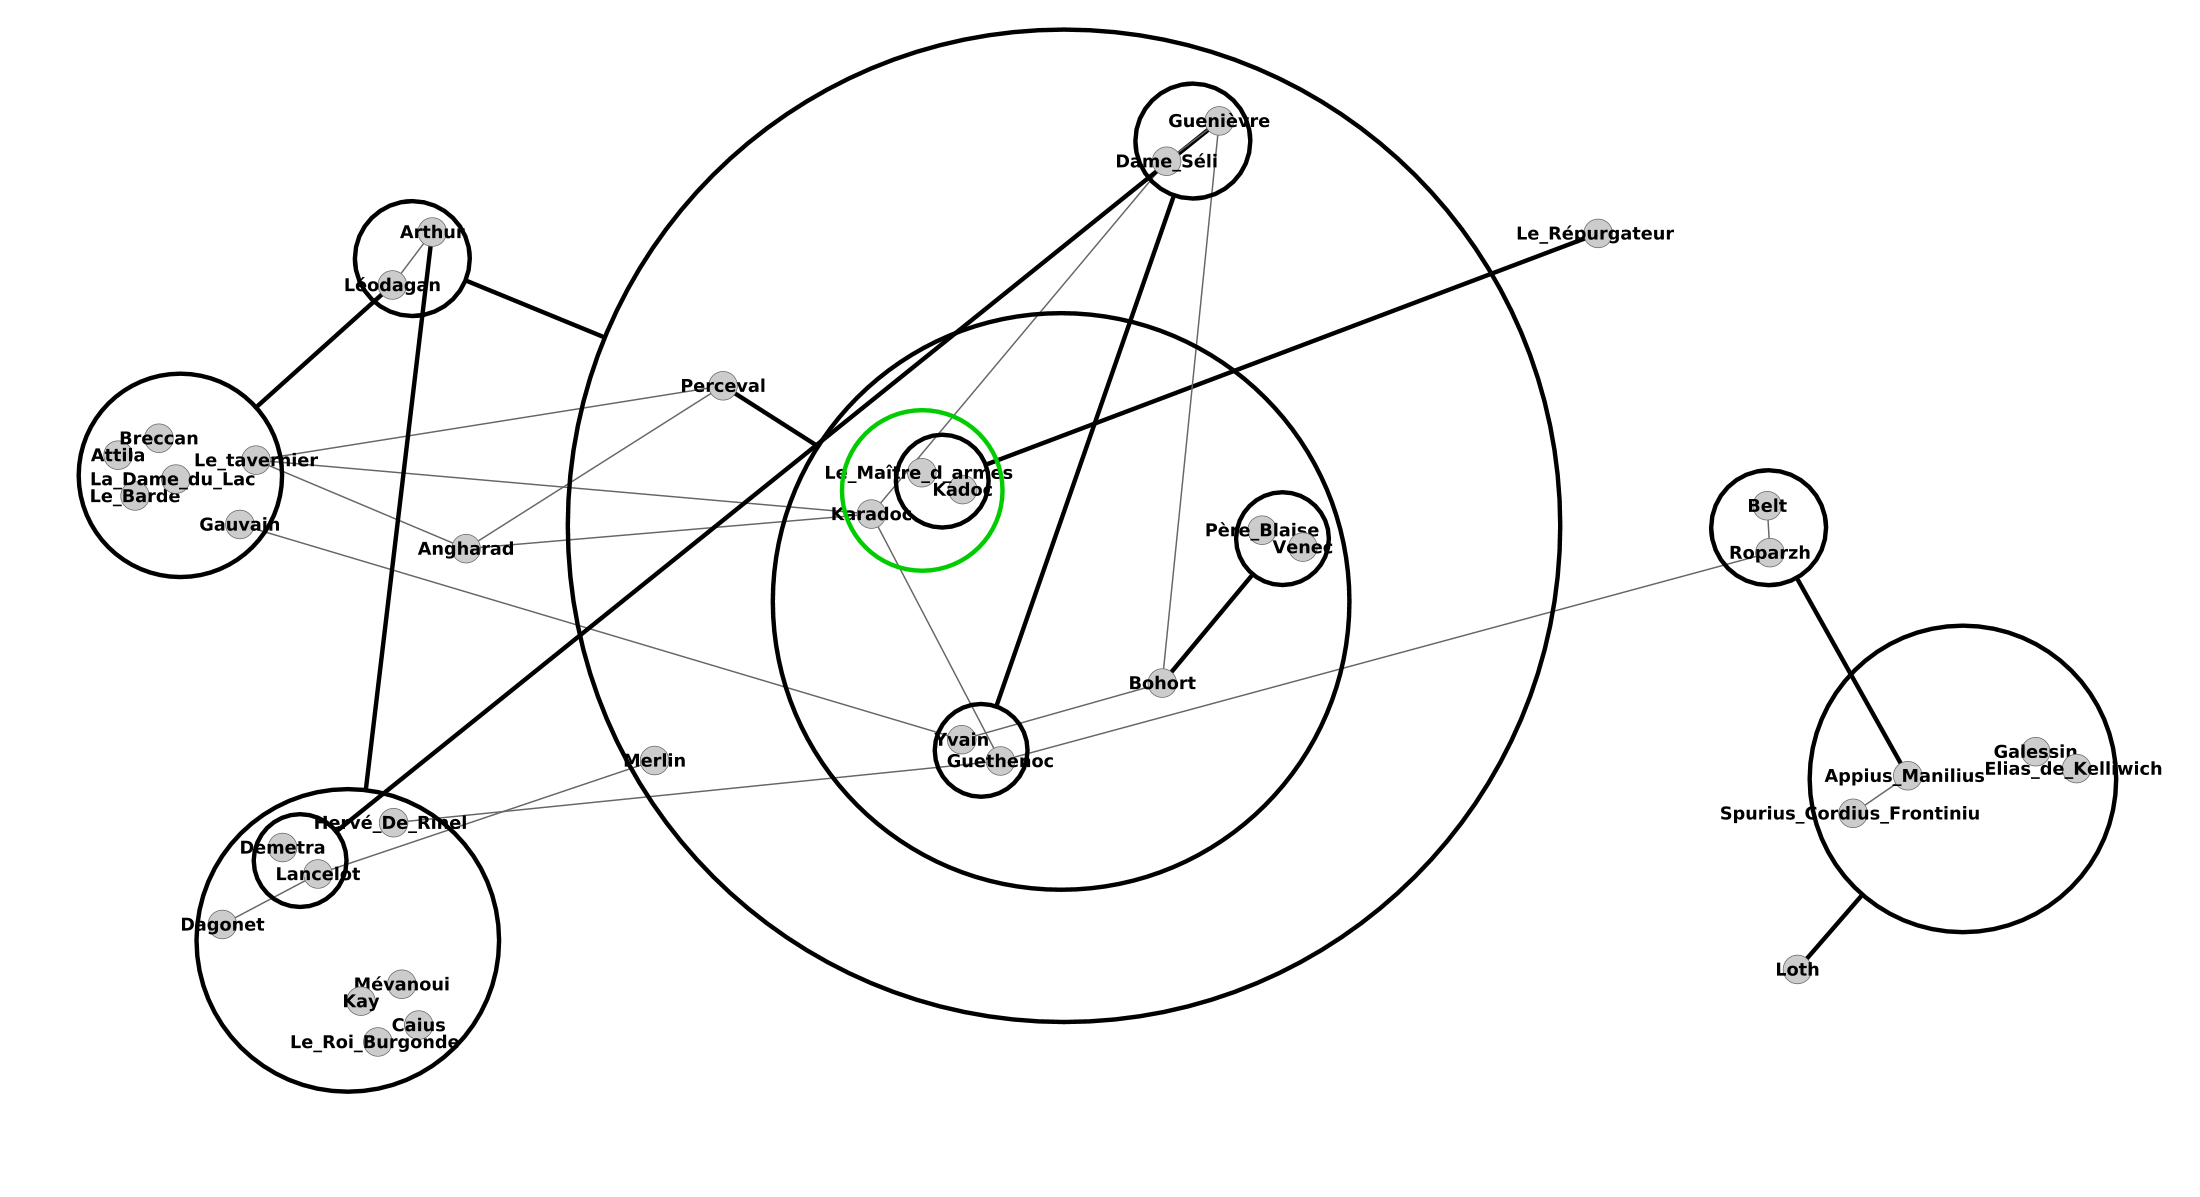 Guenièvre
Dame_Séli
Arthur
Le_Répurgateur
Léodagan
Perceval
Breccan
Attila
Le_tavernier
La_Dame_du_Lac
Le_Barde
Gauvain
Le_Maître_d_armes
Kadoc
Karadoc
Angharad
Père_Blaise
Venec
Belt
Roparzh
Bohort
Yvain
Guethenoc
Merlin
Galessin
Elias_de_Kelliwich
Appius_Manilius
Spurius_Cordius_Frontiniu
Hervé_De_Rinel
Demetra
Lancelot
Dagonet
Loth
Mévanoui
Kay
Caius
Le_Roi_Burgonde